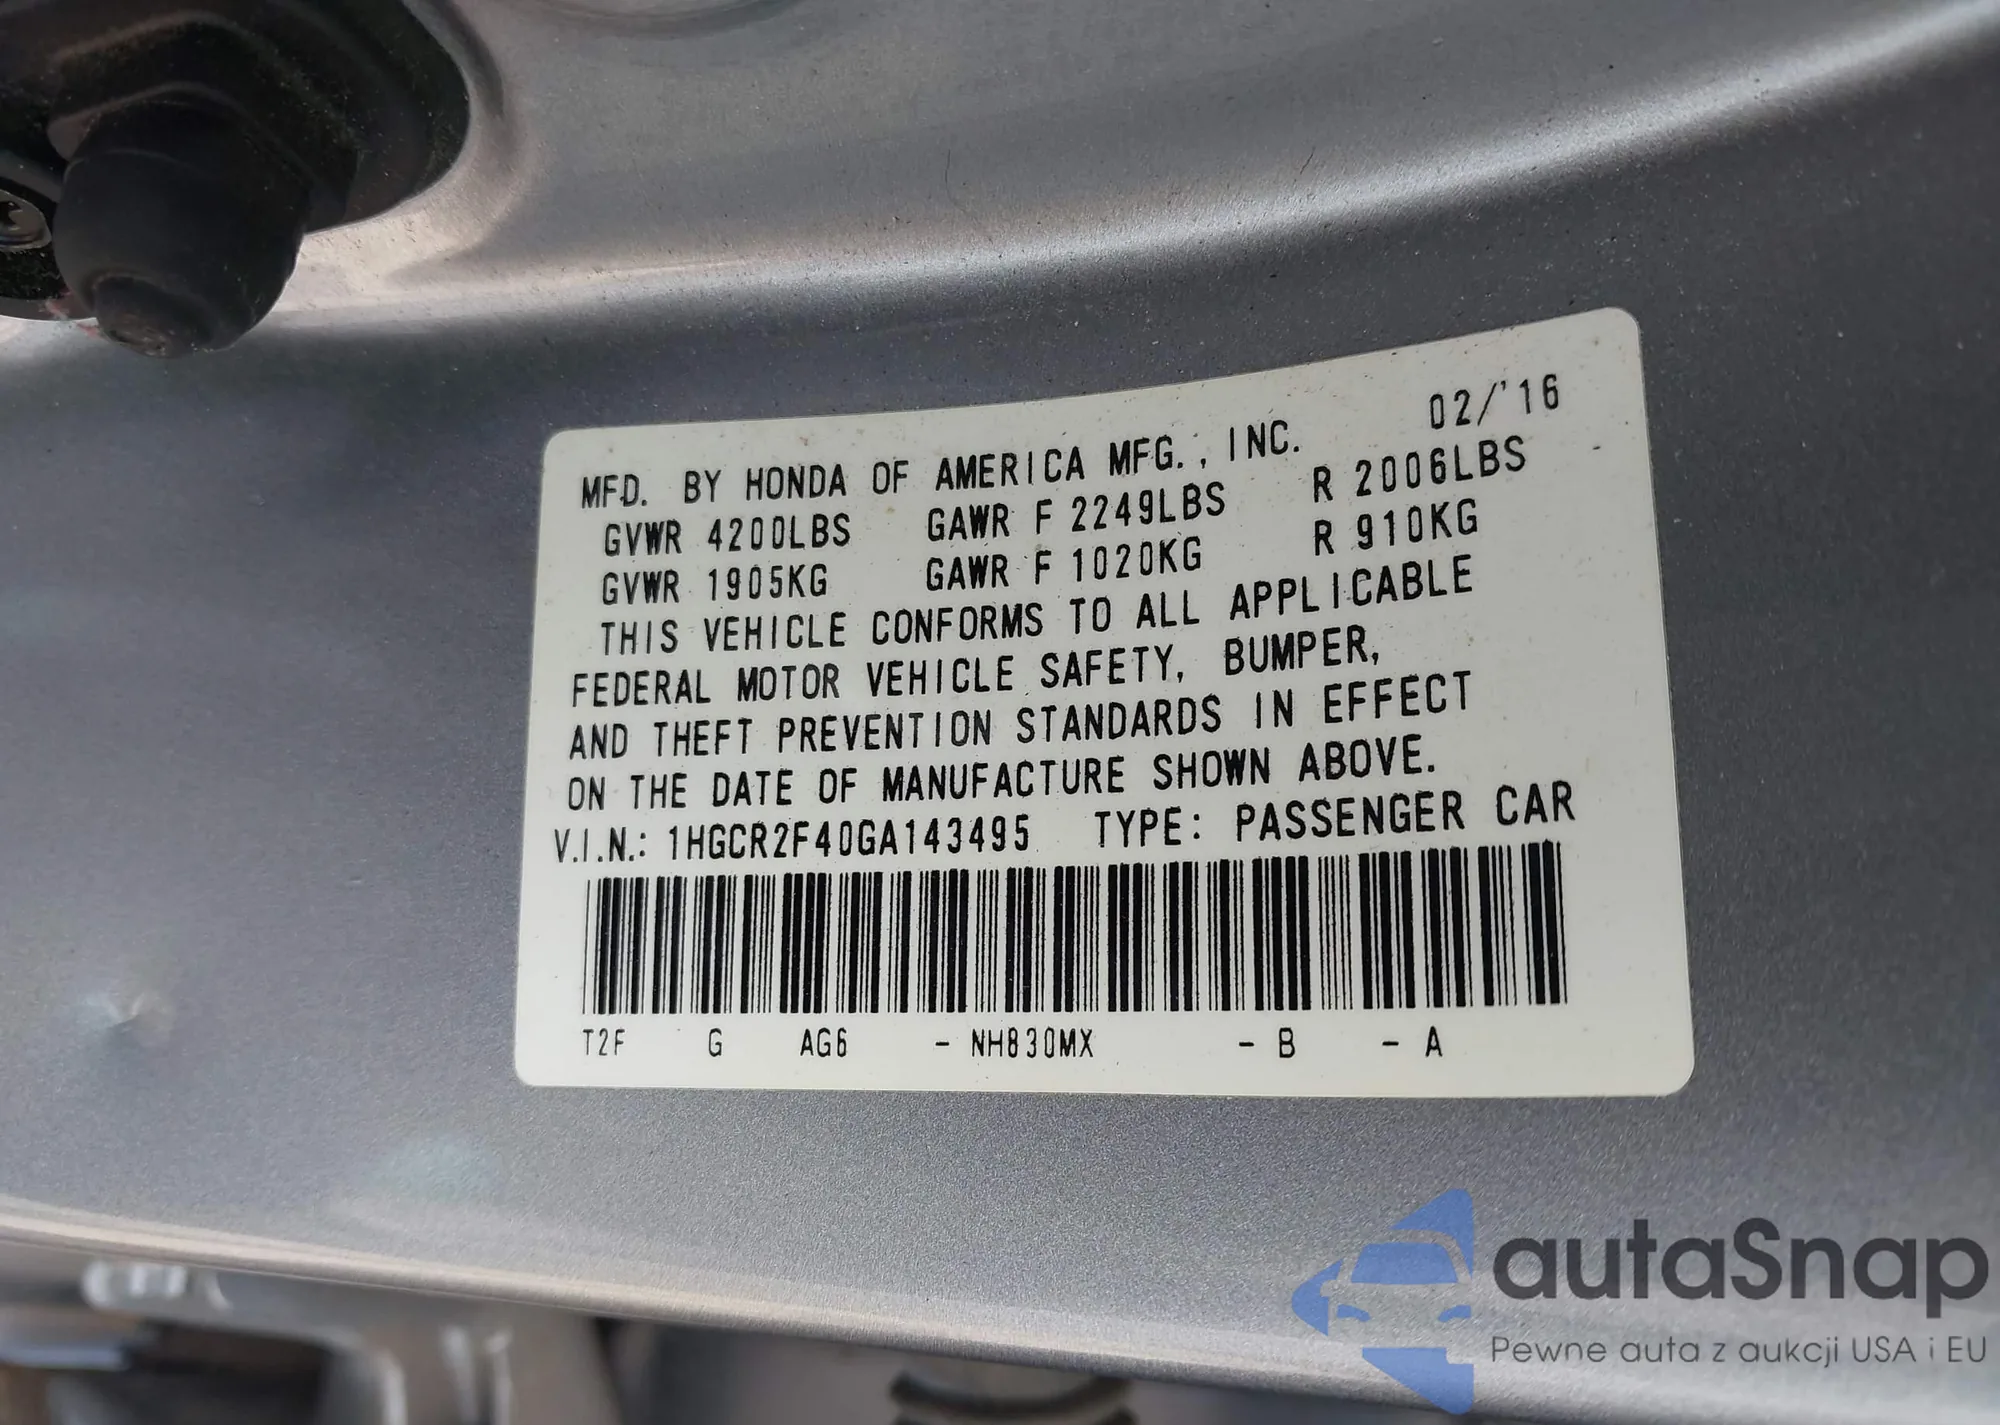 02/'16
MFD. BY HONDA OF AMERICA MFG., INC.
GVWR 4200LBS GAWR F 2249LBS R 2006LBS
GVWR 1905KG GAWR F 1020KG R 910KG
THIS VEHICLE CONFORMS TO ALL APPLICABLE
FEDERAL MOTOR VEHICLE SAFETY, BUMPER,
AND THEFT PREVENTION STANDARDS IN EFFECT
ON THE DATE OF MANUFACTURE SHOWN ABOVE.
V.I.N.: 1HGCR2F40GA143495 TYPE: PASSENGER CAR
T2F G AG6 - NH830MX - B - A
autaSnap
Pewne auta z aukcji USA i EU